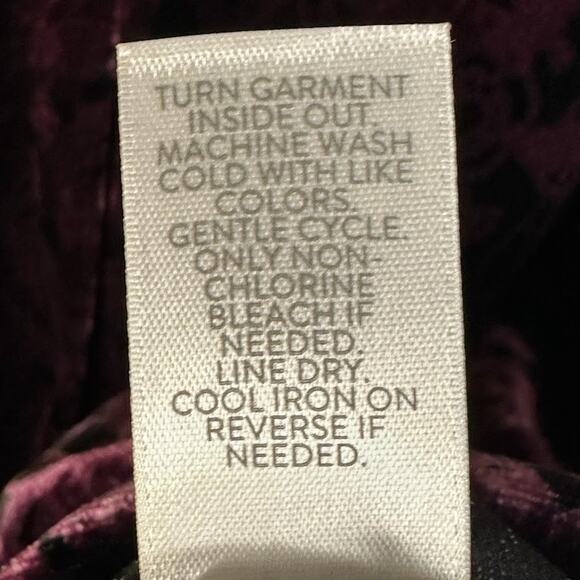 TURN GARMENT
INSIDE OUT.
MACHINE WASH
COLD WITH LIKE
COLORS.
GENTLE CYCLE.
ONLY NON-
CHLORINE
BLEACH IF
NEEDED.
LINE DRY.
COOL IRON ON
REVERSE IF
NEEDED.